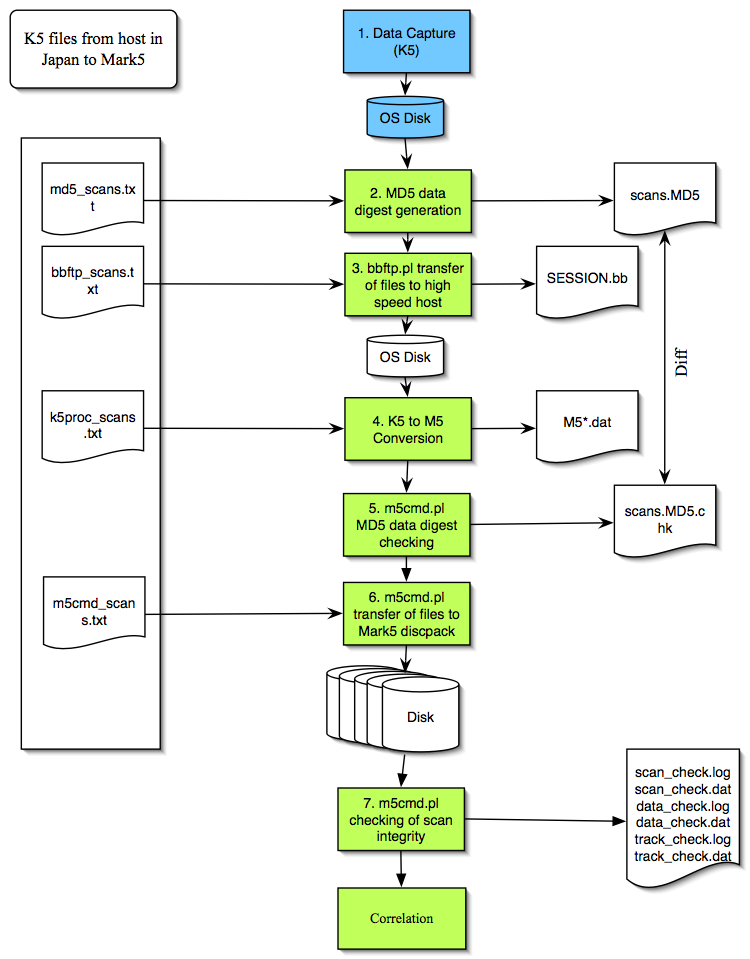 K5 files from host in
Japan to Mark5
1. Data Capture
(K5)
OS Disk
md5_scans.tx
t
2. MD5 data
digest generation
scans.MD5
bbftp_scans.t
xt
3. bbftp.pl transfer
of files to high
speed host
SESSION.bb
OS Disk
Diff
k5proc_scans
.txt
4. K5 to M5
Conversion
M5*.dat
5. m5cmd.pl
MD5 data digest
checking
scans.MD5.c
hk
m5cmd_scan
s.txt
6. m5cmd.pl
transfer of files to
Mark5 discpack
Disk
7. m5cmd.pl
checking of scan
integrity
scan_check.log
scan_check.dat
data_check.log
data_check.dat
track_check.log
track_check.dat
Correlation